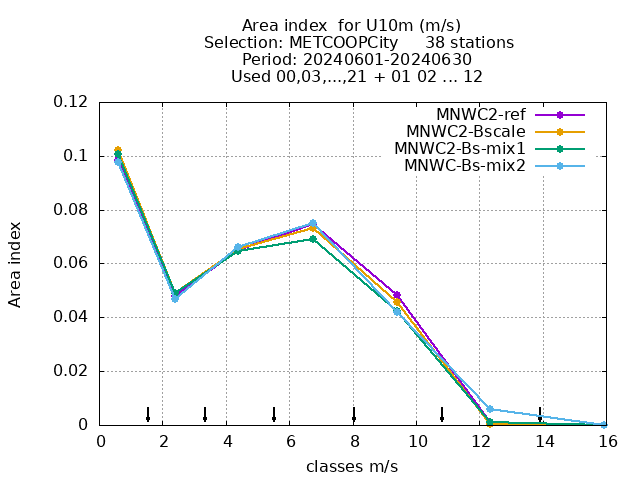 Area index  for U10m (m/s)
Selection: METCOOPCity     38 stations
Period: 20240601-20240630
Used 00,03,...,21 + 01 02 ... 12
MNWC2-ref
MNWC2-Bscale
MNWC2-Bs-mix1
MNWC-Bs-mix2
0.12
0.1
0.08
0.06
0.04
0.02
0
Area index
0 2 4 6 8 10 12 14 16
classes m/s